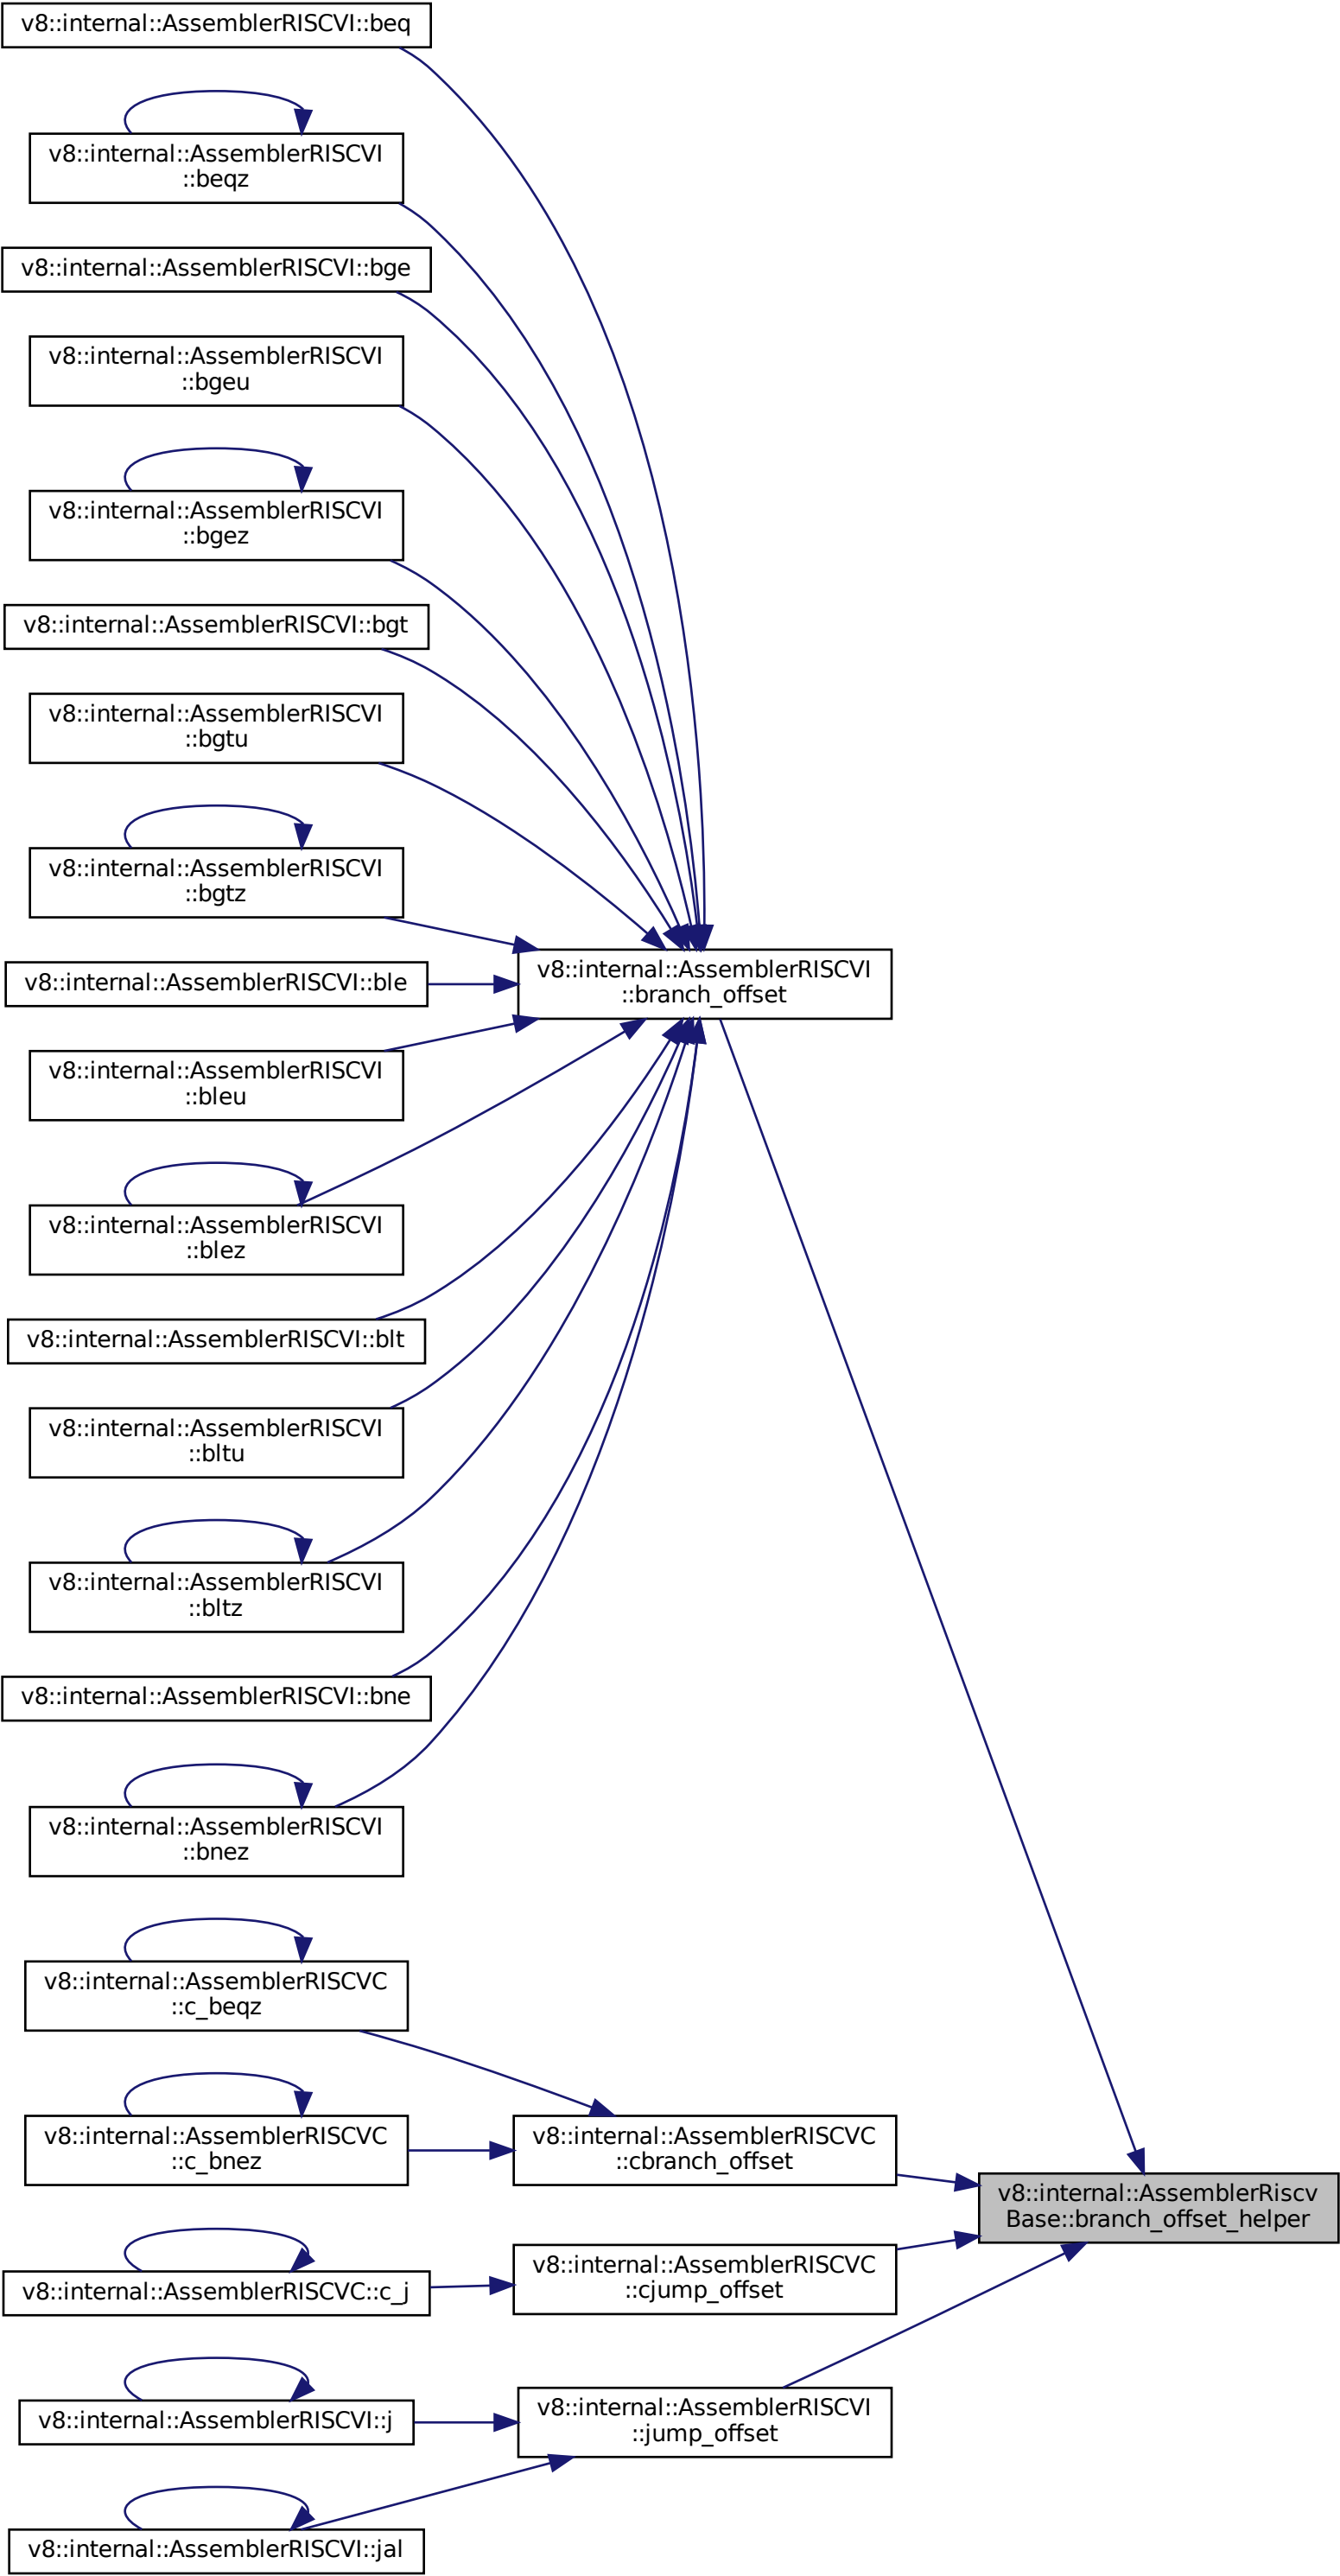 v8::internal::AssemblerRISCVI::beq
v8::internal::AssemblerRISCVI
::beqz
v8::internal::AssemblerRISCVI::bge
v8::internal::AssemblerRISCVI
::bgeu
v8::internal::AssemblerRISCVI
::bgez
v8::internal::AssemblerRISCVI::bgt
v8::internal::AssemblerRISCVI
::bgtu
v8::internal::AssemblerRISCVI
::bgtz
v8::internal::AssemblerRISCVI::ble
v8::internal::AssemblerRISCVI
::bleu
v8::internal::AssemblerRISCVI
::blez
v8::internal::AssemblerRISCVI::blt
v8::internal::AssemblerRISCVI
::bltu
v8::internal::AssemblerRISCVI
::bltz
v8::internal::AssemblerRISCVI::bne
v8::internal::AssemblerRISCVI
::bnez
v8::internal::AssemblerRISCVC
::c_beqz
v8::internal::AssemblerRISCVC
::c_bnez
v8::internal::AssemblerRISCVC::c_j
v8::internal::AssemblerRISCVI::j
v8::internal::AssemblerRISCVI::jal
v8::internal::AssemblerRISCVI
::branch_offset
v8::internal::AssemblerRISCVC
::cbranch_offset
v8::internal::AssemblerRISCVC
::cjump_offset
v8::internal::AssemblerRISCVI
::jump_offset
v8::internal::AssemblerRiscv
Base::branch_offset_helper